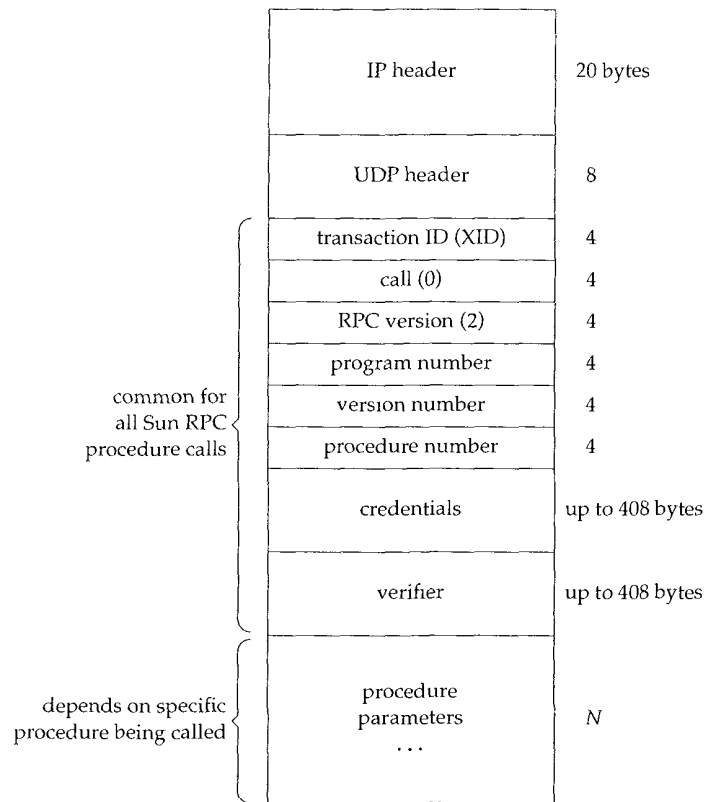 IP header
20 bytes
UDP header
8
transaction ID (XID)
4
call (0)
4
RPC version (2)
4
program number
4
version number
4
procedure number
4
common for
all Sun RPC
procedure calls
credentials
up to 408 bytes
verifier
up to 408 bytes
depends on specific
procedure being called
procedure
parameters
...
N